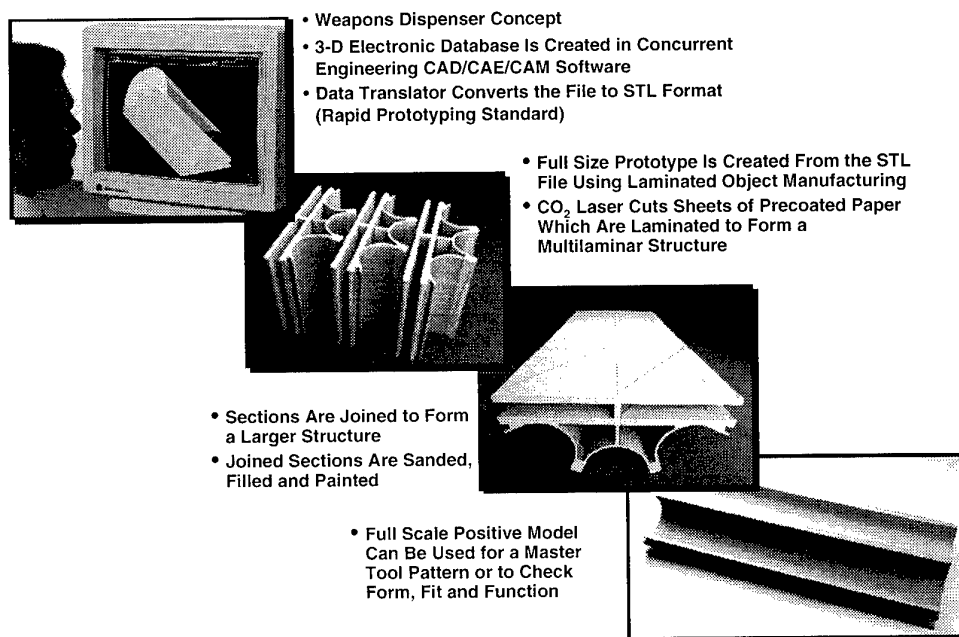 • Weapons Dispenser Concept
• 3-D Electronic Database Is Created in Concurrent
Engineering CAD/CAE/CAM Software
• Data Translator Converts the File to STL Format
(Rapid Prototyping Standard)
• Full Size Prototype Is Created From the STL
File Using Laminated Object Manufacturing
• CO₂ Laser Cuts Sheets of Precoated Paper
Which Are Laminated to Form a
Multilaminar Structure
• Sections Are Joined to Form
a Larger Structure
• Joined Sections Are Sanded,
Filled and Painted
• Full Scale Positive Model
Can Be Used for a Master
Tool Pattern or to Check
Form, Fit and Function